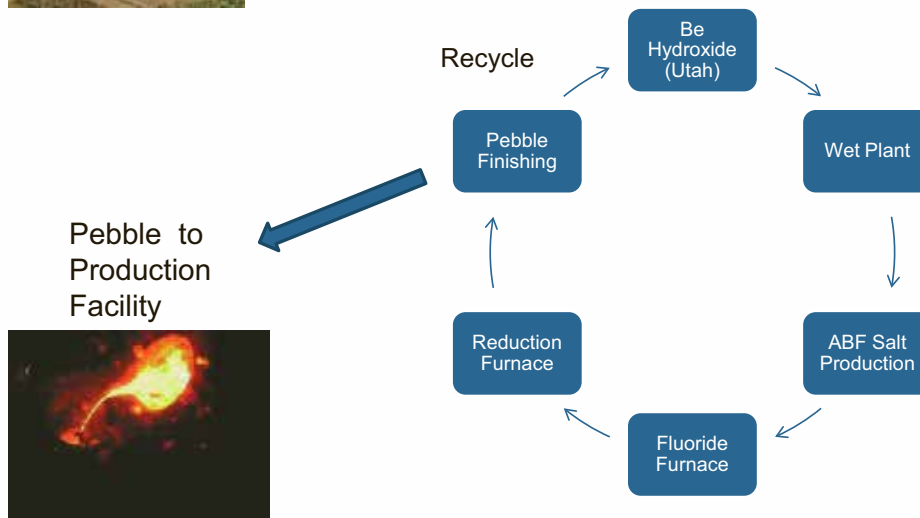 Be
Hydroxide
(Utah)
Recycle
Pebble
Finishing
Wet Plant
Pebble to
Production
Facility
Reduction
Furnace
ABF Salt
Production
Fluoride
Furnace